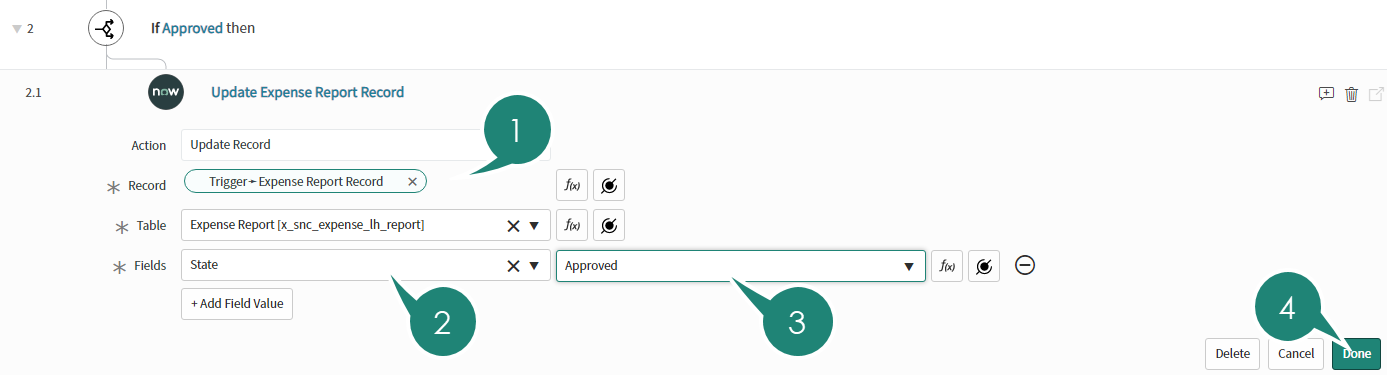 2 If Approved then
2.1 now Update Expense Report Record
1
Action Update Record
Record Trigger➛Expense Report Record f(x)
Table Expense Report [x_snc_expense_lh_report] f(x)
Fields State Approved f(x)
+ Add Field Value
2 3 4
Delete Cancel Done